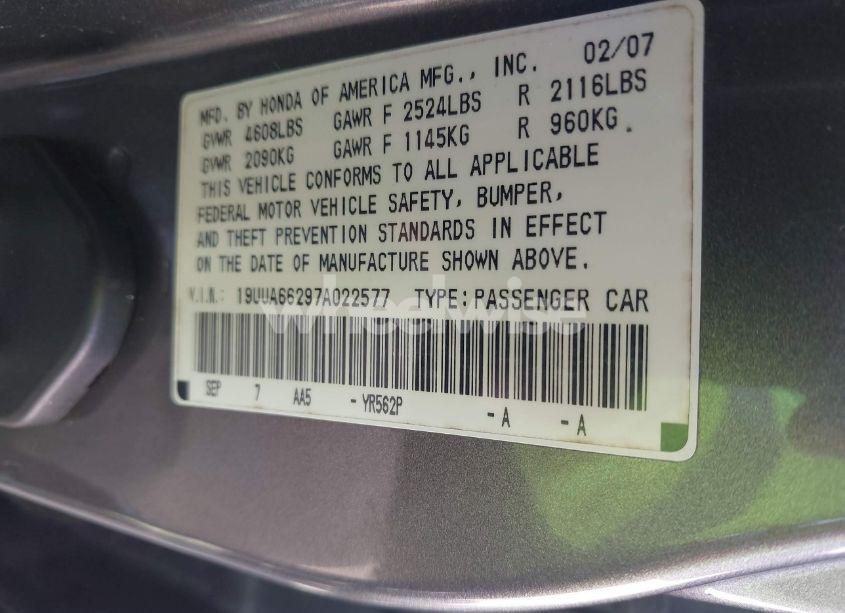 MFD. BY HONDA OF AMERICA MFG., INC. 02/07
GVWR 4608LBS GAWR F 2524LBS R 2116LBS
GVWR 2090KG GAWR F 1145KG R 960KG.
THIS VEHICLE CONFORMS TO ALL APPLICABLE
FEDERAL MOTOR VEHICLE SAFETY, BUMPER,
AND THEFT PREVENTION STANDARDS IN EFFECT
ON THE DATE OF MANUFACTURE SHOWN ABOVE.
V.I.N.: 19UUA66297A022577 TYPE: PASSENGER CAR
wheelwise
SEP 7 AA5 - YR562P - A - A